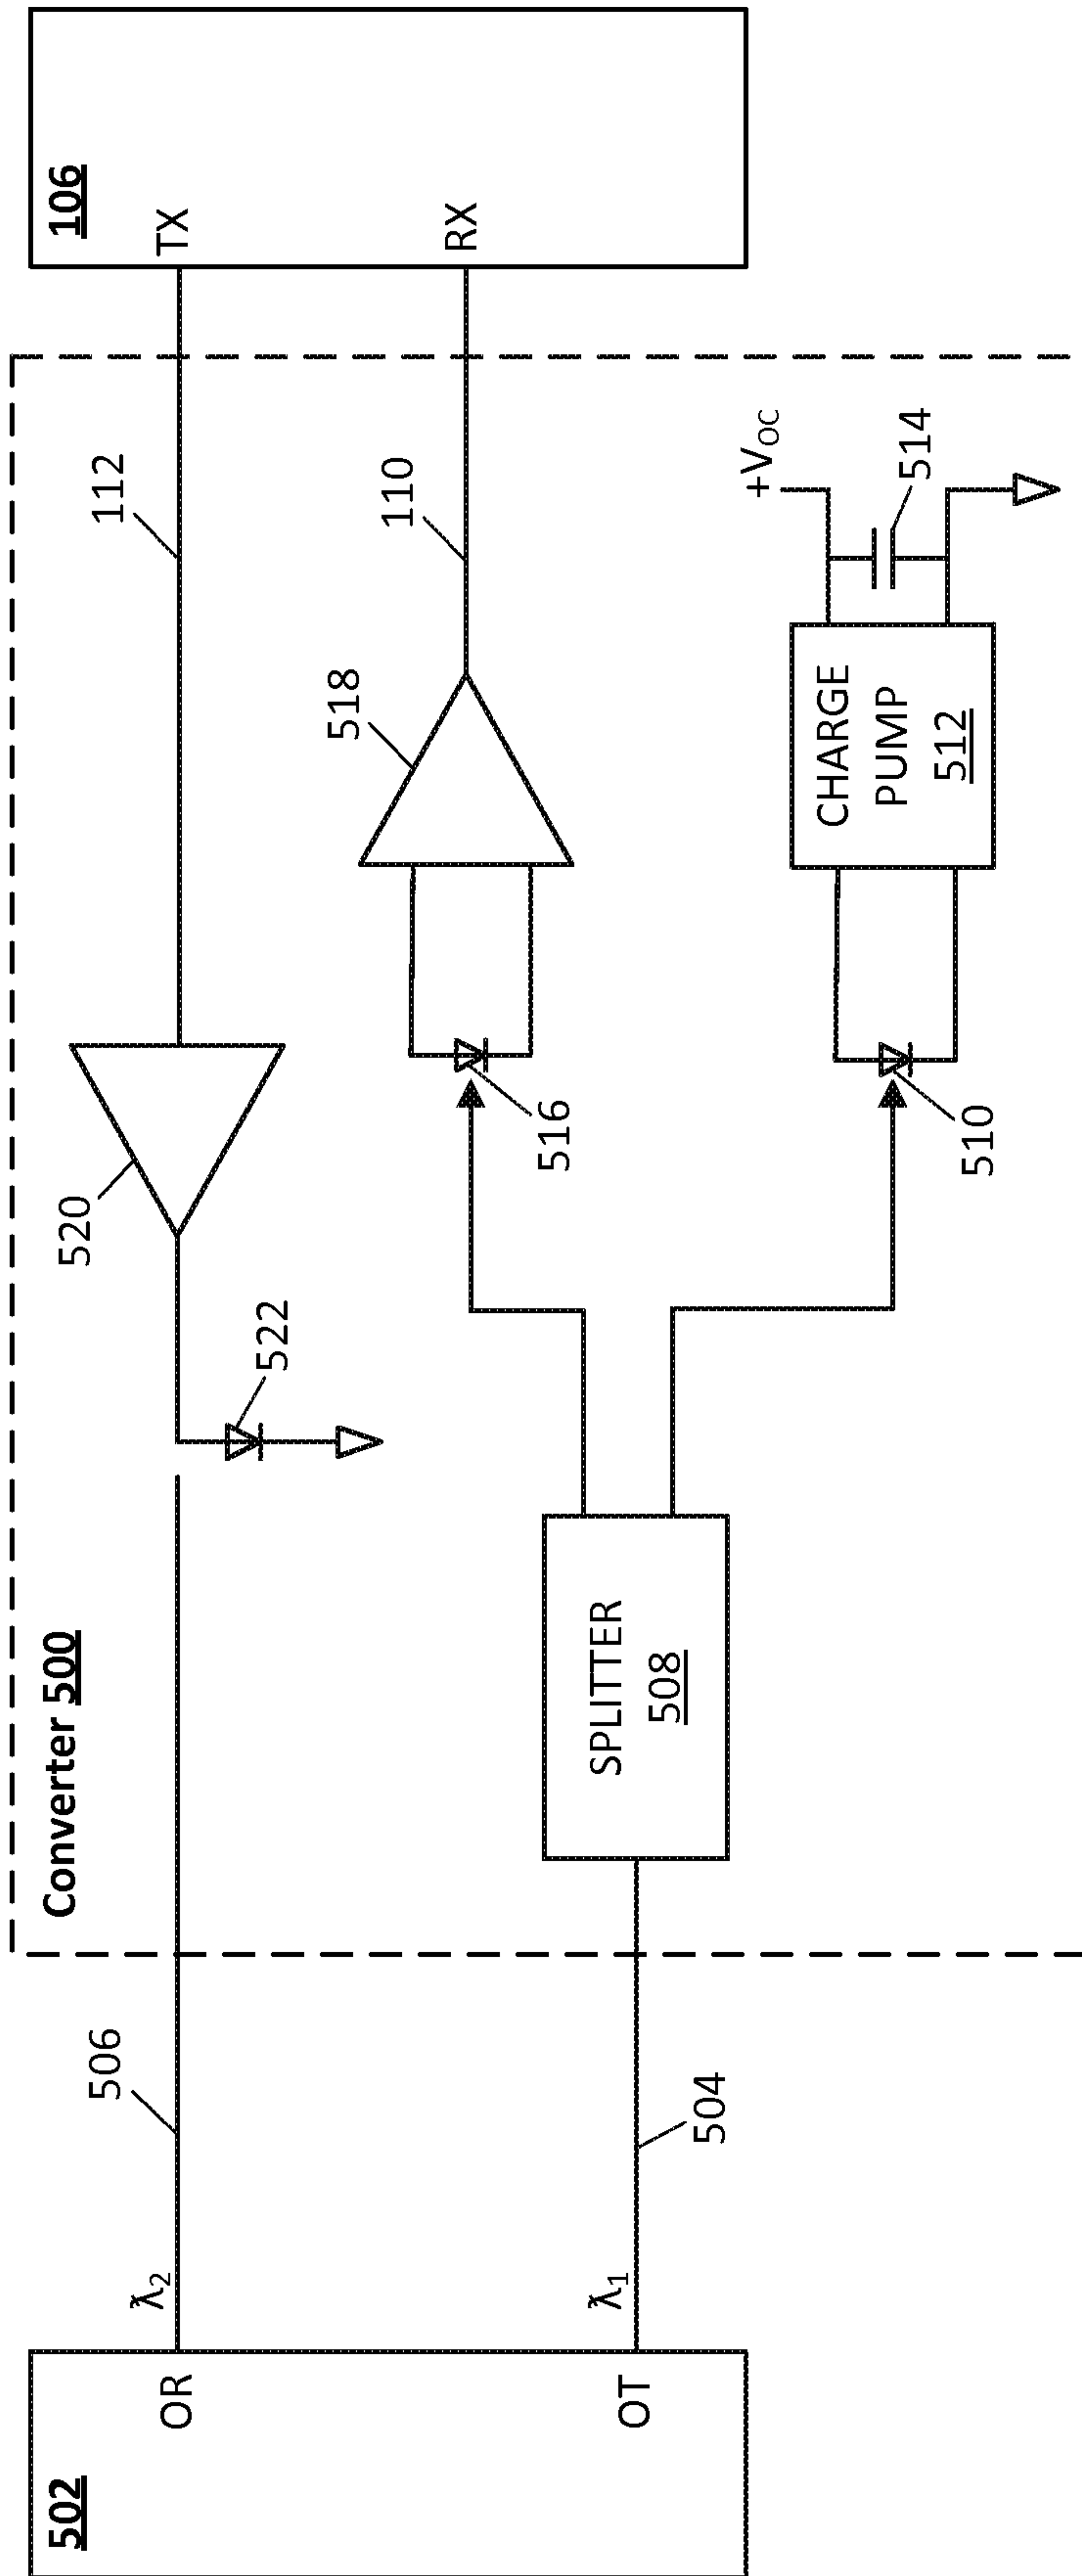 502
OR
OT
λ2
λ1
506
504
Converter 500
SPLITTER
508
522
520
516
510
518
CHARGE
PUMP
512
112
110
+VOC
514
106
TX
RX